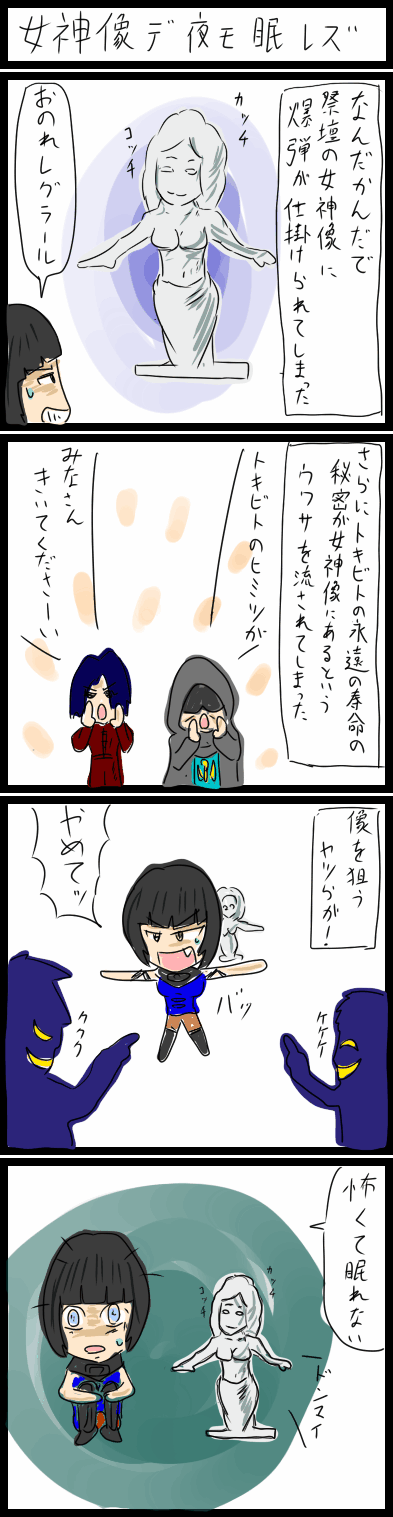 女神像デ夜モ眠レズ
なんだかんだで
祭壇の女神像に
爆弾が仕掛けられてしまった
カッチ
コッチ
おのれレグラール
さらにトキビトの永遠の寿命の
秘密が女神像にあるという
ウワサを流されてしまった
トキビトのヒミツが
みなさん
きいてくださーい
像を狙う
ヤツらが！
やめてッ
バッ
ケケケ
ククク
怖くて眠れない
カッチ
コッチ
ドンマイ